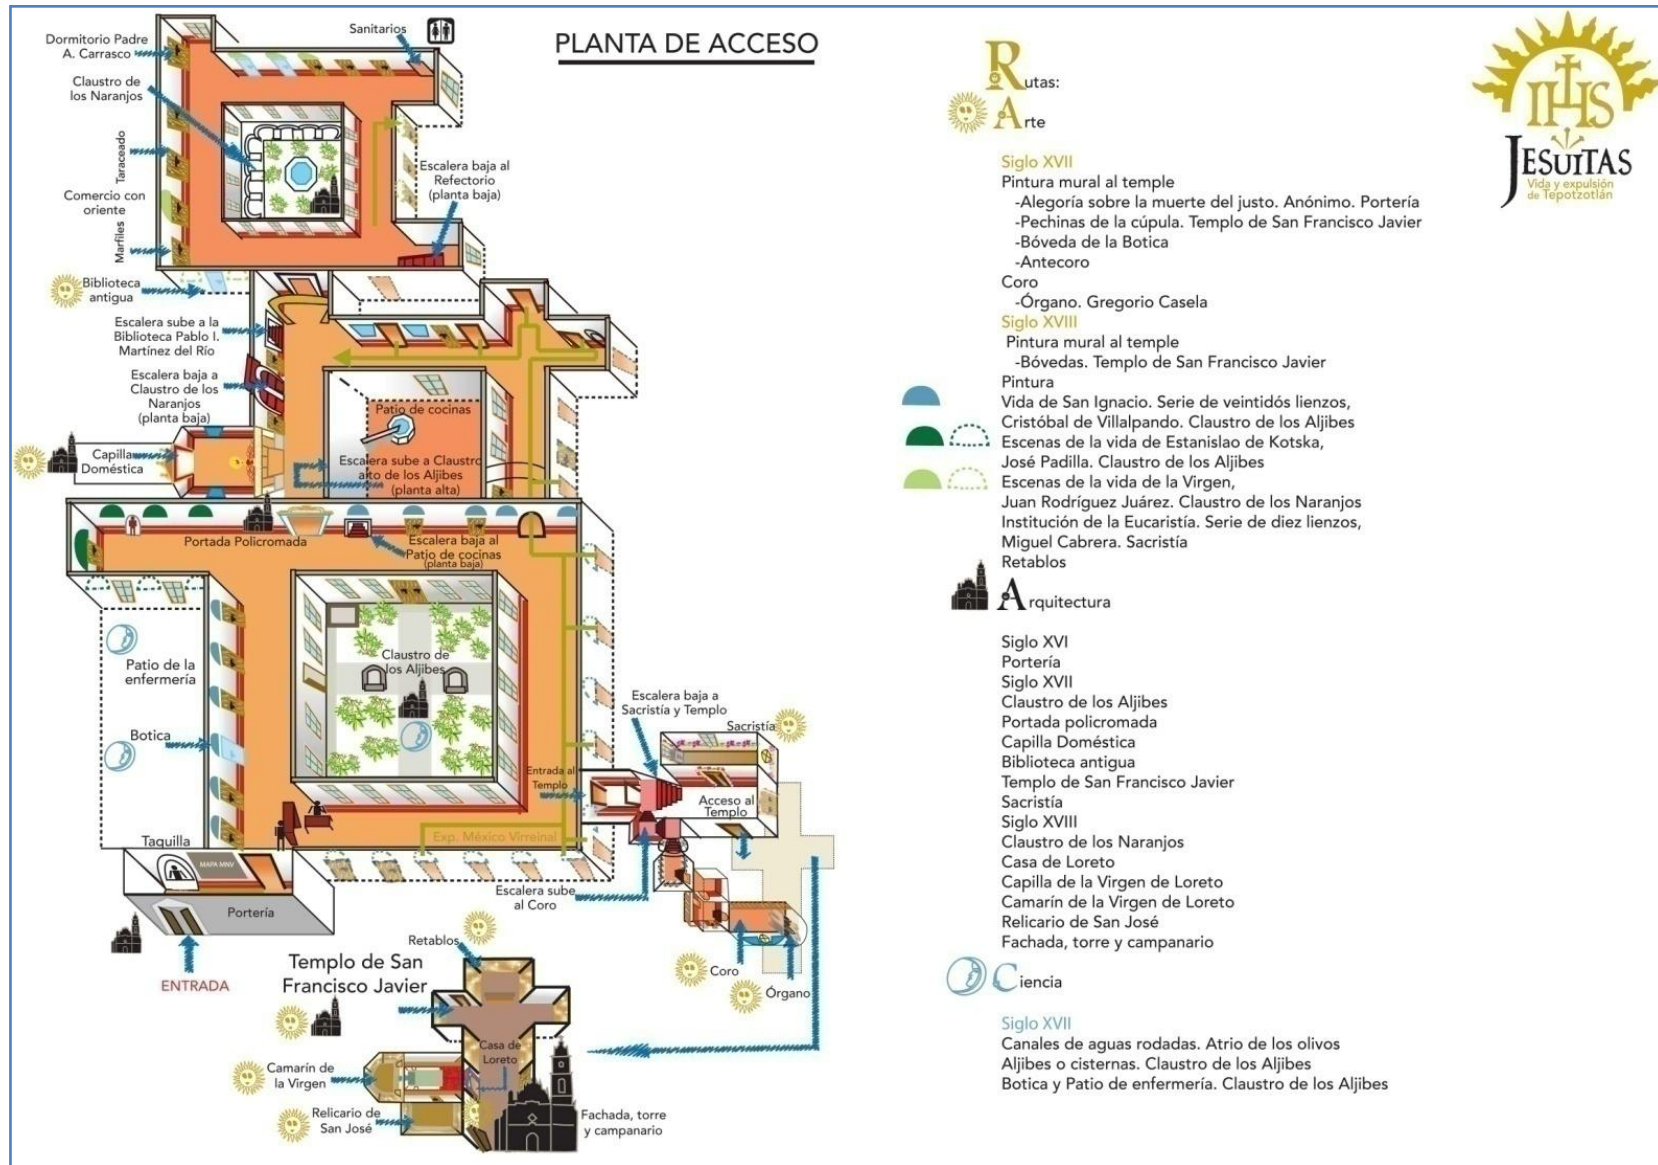 PLANTA DE ACCESO
Dormitorio Padre
A. Carrasco
Sanitarios
Claustro de
los Naranjos
Taraceado
Comercio con
oriente
Marfiles
Escalera baja al
Refectorio
(planta baja)
Biblioteca
antigua
Escalera sube a la
Biblioteca Pablo I.
Martínez del Río
Escalera baja a
Claustro de los
Naranjos
(planta baja)
Patio de cocinas
Capilla
Doméstica
Escalera sube a Claustro
alto de los Aljibes
(planta alta)
Portada Policromada
Escalera baja al
Patio de cocinas
(planta baja)
Patio de la
enfermería
Claustro de
los Aljibes
Botica
Escalera baja a
Sacristía y Templo
Sacristía
Entrada al
Templo
Acceso al
Templo
Exp. México Virreinal
Taquilla
MAPA MNV
Portería
ENTRADA
Escalera sube
al Coro
Coro
Órgano
Retablos
Templo de San
Francisco Javier
Casa de
Loreto
Camarín de
la Virgen
Relicario de
San José
Fachada, torre
y campanario
Rutas:
Arte
Siglo XVII
Pintura mural al temple
-Alegoría sobre la muerte del justo. Anónimo. Portería
-Pechinas de la cúpula. Templo de San Francisco Javier
-Bóveda de la Botica
-Antecoro
Coro
-Órgano. Gregorio Casela
Siglo XVIII
Pintura mural al temple
-Bóvedas. Templo de San Francisco Javier
Pintura
Vida de San Ignacio. Serie de veintidós lienzos,
Cristóbal de Villalpando. Claustro de los Aljibes
Escenas de la vida de Estanislao de Kotska,
José Padilla. Claustro de los Aljibes
Escenas de la vida de la Virgen,
Juan Rodríguez Juárez. Claustro de los Naranjos
Institución de la Eucaristía. Serie de diez lienzos,
Miguel Cabrera. Sacristía
Retablos
Arquitectura
Siglo XVI
Portería
Siglo XVII
Claustro de los Aljibes
Portada policromada
Capilla Doméstica
Biblioteca antigua
Templo de San Francisco Javier
Sacristía
Siglo XVIII
Claustro de los Naranjos
Casa de Loreto
Capilla de la Virgen de Loreto
Camarín de la Virgen de Loreto
Relicario de San José
Fachada, torre y campanario
Ciencia
Siglo XVII
Canales de aguas rodadas. Atrio de los olivos
Aljibes o cisternas. Claustro de los Aljibes
Botica y Patio de enfermería. Claustro de los Aljibes
IHS
JESUITAS
Vida y expulsión
de Tepotzotlán